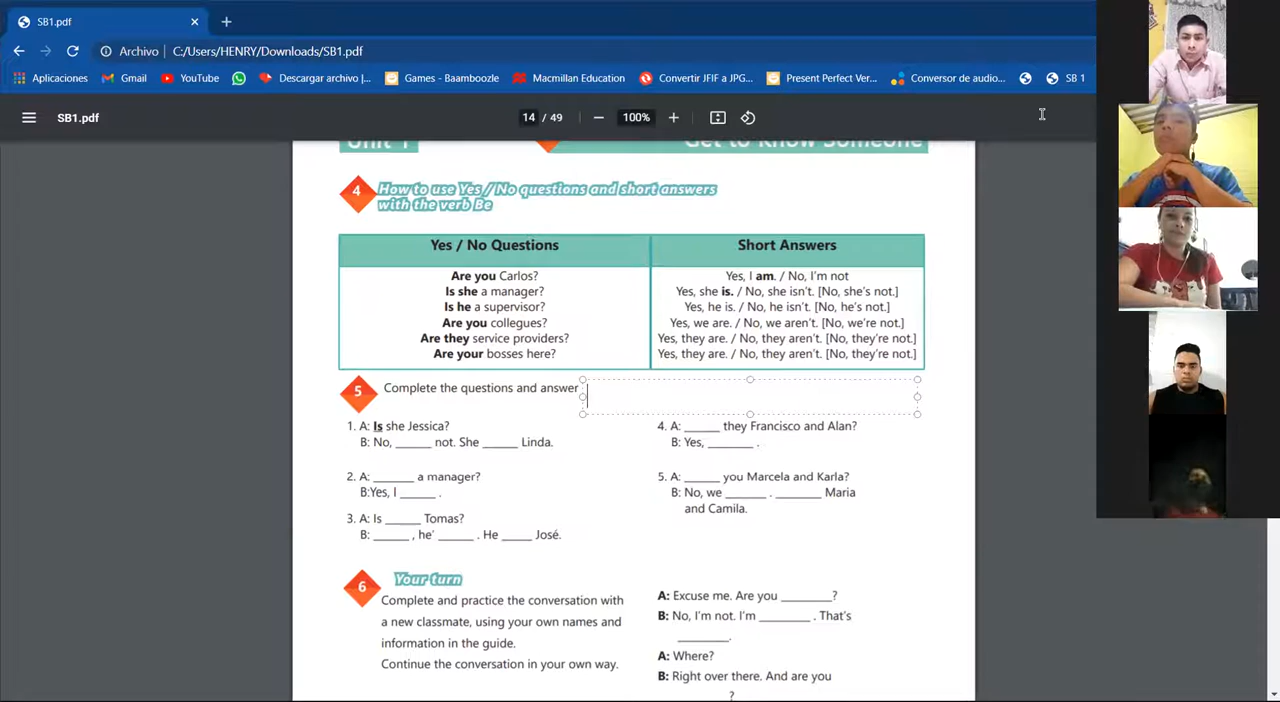 SB1.pdf
Archivo C:/Users/HENRY/Downloads/SB1.pdf
Aplicaciones Gmail YouTube Descargar archivo |... Games - Baamboozle Macmillan Education Convertir JFIF a JPG... Present Perfect Ver... Conversor de audio... SB 1
SB1.pdf 14 / 49 100%
Unit 1 Get to Know Someone
4 How to use Yes / No questions and short answers
with the verb Be
Yes / No Questions Short Answers
Are you Carlos? Yes, I am. / No, I'm not
Is she a manager? Yes, she is. / No, she isn't. [No, she's not.]
Is he a supervisor? Yes, he is. / No, he isn't. [No, he's not.]
Are you collegues? Yes, we are. / No, we aren't. [No, we're not.]
Are they service providers? Yes, they are. / No, they aren't. [No, they're not.]
Are your bosses here? Yes, they are. / No, they aren't. [No, they're not.]
5 Complete the questions and answer
1. A: Is she Jessica?
B: No, ______ not. She ______ Linda.
2. A: _______ a manager?
B:Yes, I ______ .
3. A: Is ______ Tomas?
B: ______ , he' ______ . He _____ José.
4. A: ______ they Francisco and Alan?
B: Yes, ________ .
5. A: ______ you Marcela and Karla?
B: No, we _______ . ________ Maria
and Camila.
6 Your turn
Complete and practice the conversation with
a new classmate, using your own names and
information in the guide.
Continue the conversation in your own way.
A: Excuse me. Are you _________?
B: No, I'm not. I'm _________ . That's
_________.
A: Where?
B: Right over there. And are you
_________?